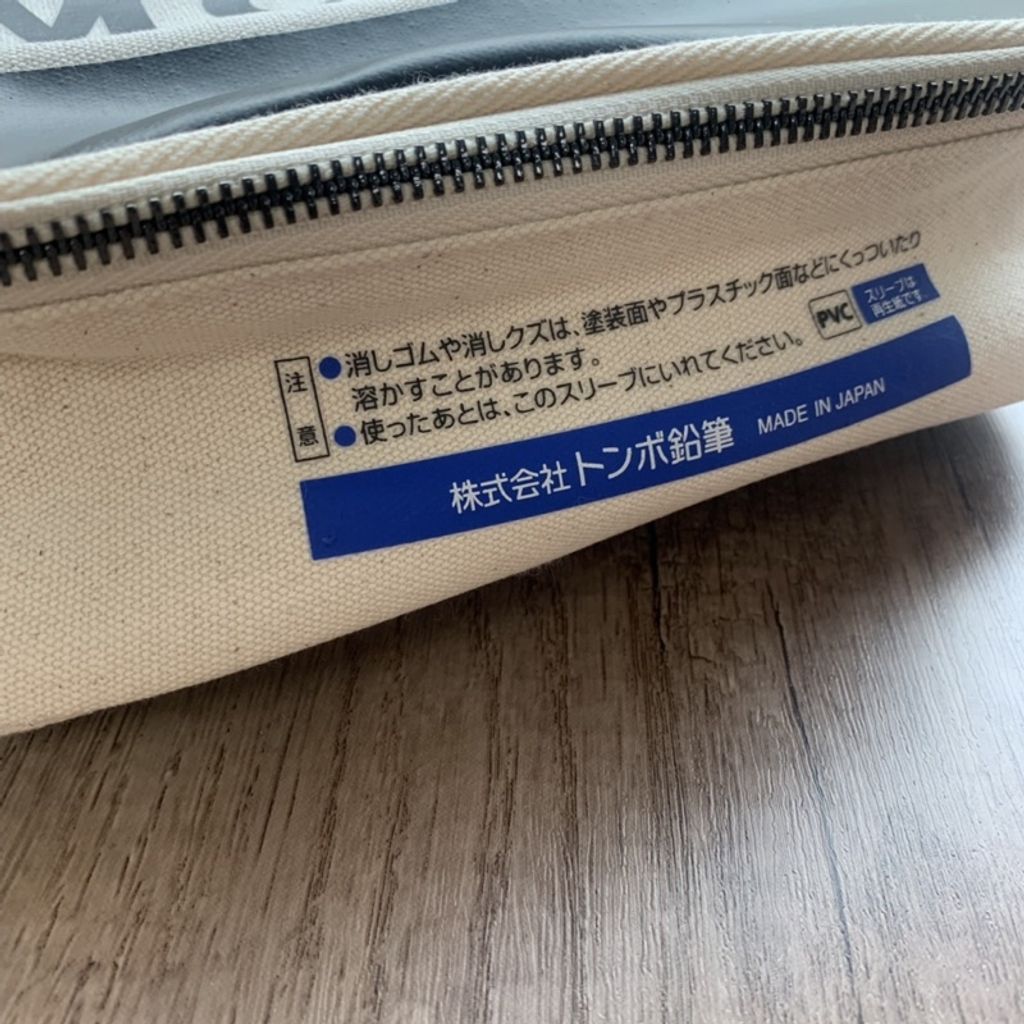 注意
●消しゴムや消しクズは、塗装面やプラスチック面などにくっついたり
溶かすことがあります。
●使ったあとは、このスリーブにいれてください。
PVC
スリーブは
再生紙です。
株式会社トンボ鉛筆 MADE IN JAPAN